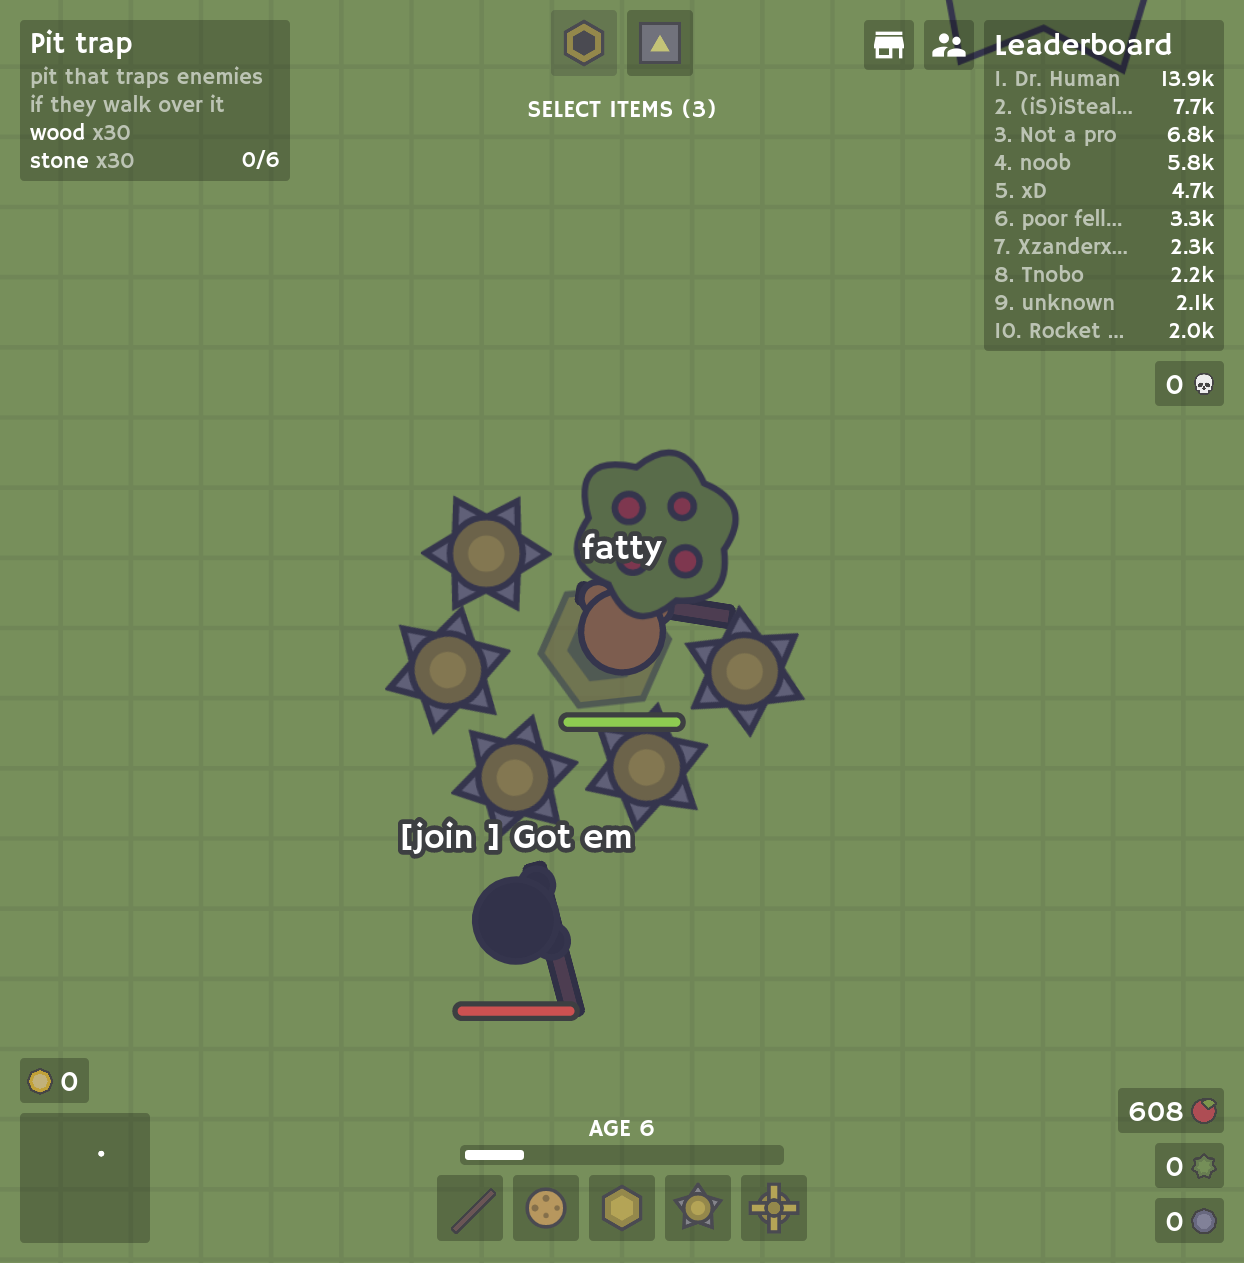 Pit trap
pit that traps enemies
if they walk over it
wood x30
stone x30 0/6
SELECT ITEMS (3)
Leaderboard
1. Dr. Human 13.9k
2. (iS)iSteal... 7.7k
3. Not a pro 6.8k
4. noob 5.8k
5. xD 4.7k
6. poor fell... 3.3k
7. Xzanderx... 2.3k
8. Tnobo 2.2k
9. unknown 2.1k
10. Rocket ... 2.0k
0
fatty
[join ] Got em
0
AGE 6
608
0
0